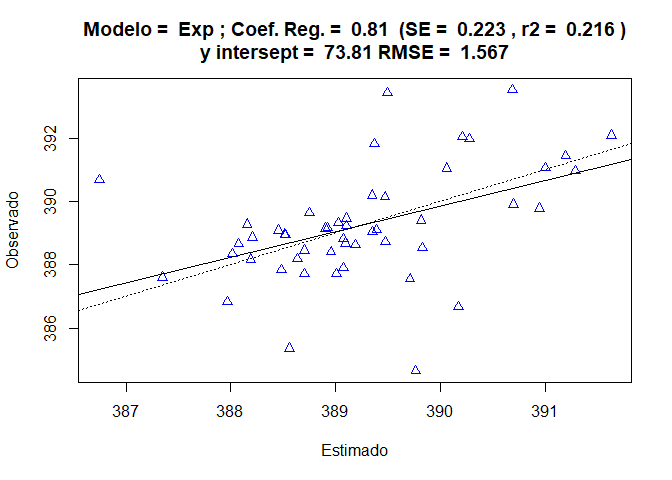 Modelo = Exp ; Coef. Reg. = 0.81 (SE = 0.223 , r2 = 0.216 )
y intersept = 73.81 RMSE = 1.567
392
390
388
386
Observado
387 388 389 390 391
Estimado